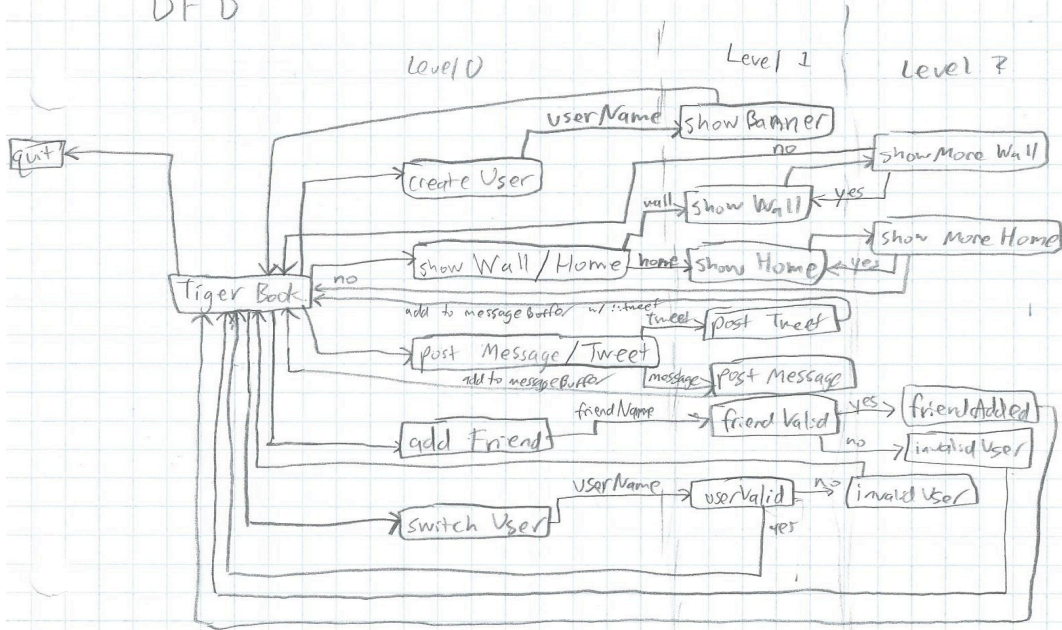 DFD
Level 0
Level 1
Level 2
userName
show Banner
quit
create User
no
show More Wall
wall
show Wall
yes
show More Home
no
show Wall/Home
home
show Home
yes
Tiger Book
add to messageBuffer w/ !:tweet
Tweet
post Tweet
post Message/Tweet
add to messageBuffer
message
post Message
friendName
friend Valid
yes
friendAdded
add Friend
no
invalid User
userName
userValid
no
invalid User
switch User
yes